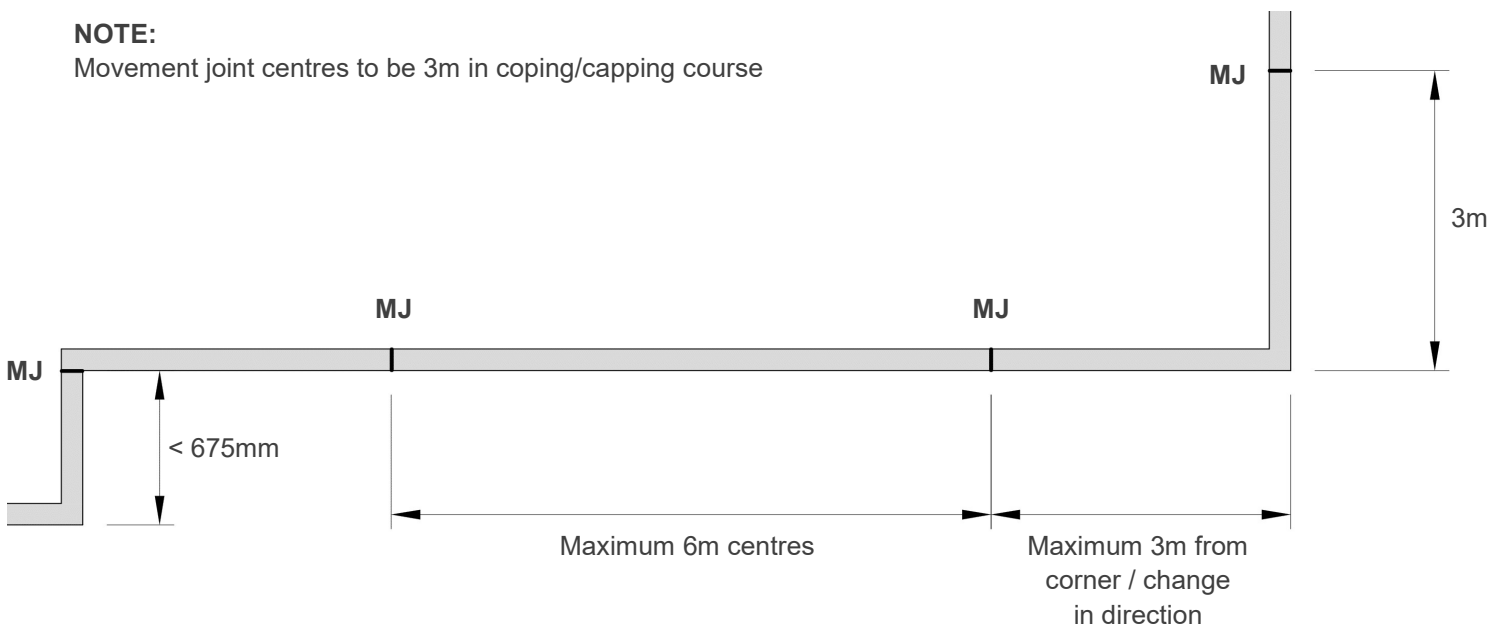 NOTE:
Movement joint centres to be 3m in coping/capping course
MJ
3m
MJ
MJ
MJ
< 675mm
Maximum 6m centres
Maximum 3m from
corner / change
in direction